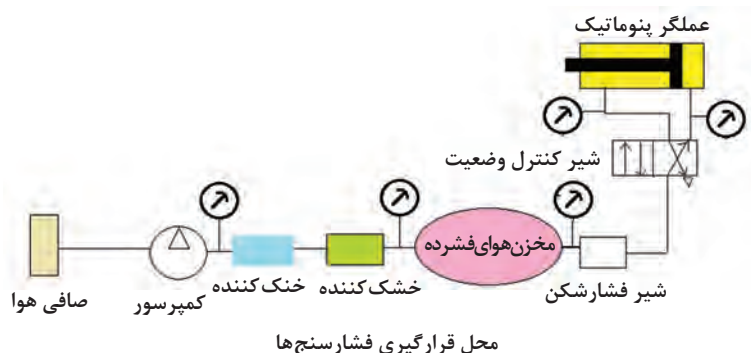 عملگر پنوماتیک
شیر کنترل وضعیت
مخزن هوای فشرده
صافی هوا
کمپرسور
خنک کننده
خشک کننده
شیر فشارشکن
محل قرارگیری فشارسنج‌ها